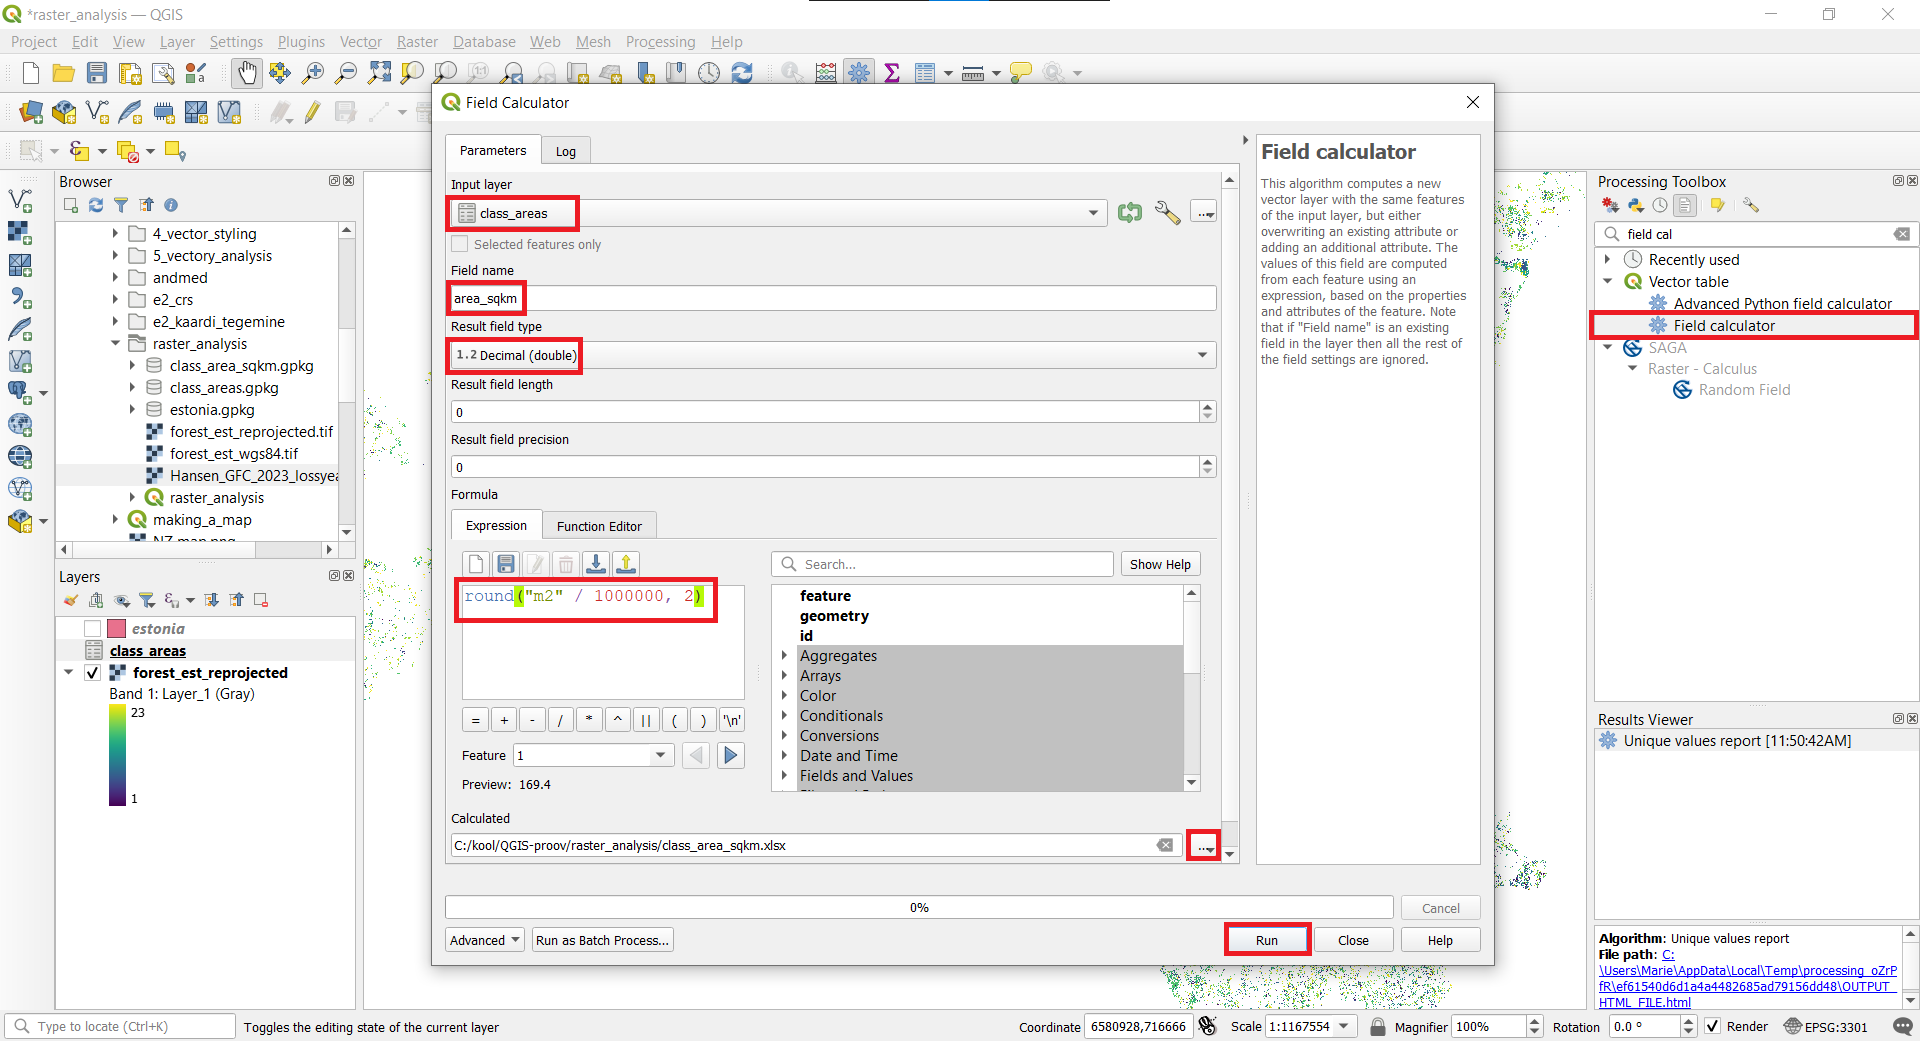 *raster_analysis — QGIS
Project Edit View Layer Settings Plugins Vector Raster Database Web Mesh Processing Help
Browser
4_vector_styling
5_vectory_analysis
andmed
e2_crs
e2_kaardi_tegemine
raster_analysis
class_area_sqkm.gpkg
class_areas.gpkg
estonia.gpkg
forest_est_reprojected.tif
forest_est_wgs84.tif
Hansen_GFC_2023_lossyea
raster_analysis
making_a_map
Layers
estonia
class_areas
forest_est_reprojected
Band 1: Layer_1 (Gray)
23
1
Field Calculator
Parameters Log
Input layer
class_areas
Selected features only
Field name
area_sqkm
Result field type
1.2 Decimal (double)
Result field length
0
Result field precision
0
Formula
Expression Function Editor
round("m2" / 1000000, 2)
= + - / * ^ || ( ) '\n'
Feature 1
Preview: 169.4
Search... Show Help
feature
geometry
id
Aggregates
Arrays
Color
Conditionals
Conversions
Date and Time
Fields and Values
Calculated
C:/kool/QGIS-proov/raster_analysis/class_area_sqkm.xlsx
0%
Cancel
Advanced Run as Batch Process... Run Close Help
Field calculator
This algorithm computes a new
vector layer with the same features
of the input layer, but either
overwriting an existing attribute or
adding an additional attribute. The
values of this field are computed
from each feature using an
expression, based on the properties
and attributes of the feature. Note
that if "Field name" is an existing
field in the layer then all the rest of
the field settings are ignored.
Processing Toolbox
field cal
Recently used
Vector table
Advanced Python field calculator
Field calculator
SAGA
Raster - Calculus
Random Field
Results Viewer
Unique values report [11:50:42AM]
Algorithm: Unique values report
File path: C:
\Users\Marie\AppData\Local\Temp\processing_oZrP
fR\ef61540d6d1a4a4482685ad79156dd48\OUTPUT_
HTML_FILE.html
Type to locate (Ctrl+K) Toggles the editing state of the current layer Coordinate 6580928,716666 Scale 1:1167554 Magnifier 100% Rotation 0.0 ° Render EPSG:3301